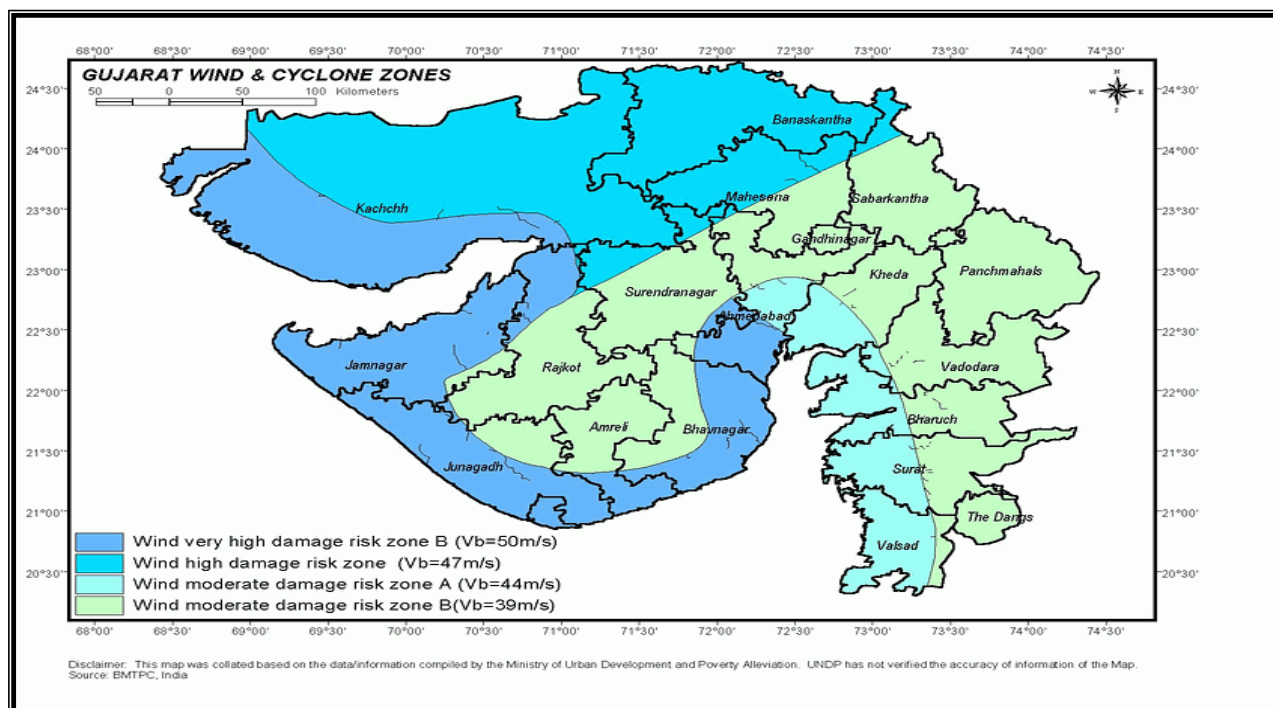 68°00' 68°30' 69°00' 69°30' 70°00' 70°30' 71°00' 71°30' 72°00' 72°30' 73°00' 73°30' 74°00' 74°30'
GUJARAT WIND & CYCLONE ZONES
50 0 50 100 Kilometers
N
W E
S
24°30' 24°30'
Banaskantha
24°00' 24°00'
Mahesana
Sabarkantha
Kachchh
23°30' 23°30'
Gandhinagar
23°00' 23°00'
Kheda
Panchmahals
Surendranagar
Ahmedabad
22°30' 22°30'
Jamnagar
Rajkot
Vadodara
22°00' 22°00'
Bharuch
Amreli
Bhavnagar
21°30' 21°30'
Junagadh
Surat
21°00' 21°00'
The Dangs
Valsad
20°30' 20°30'
Wind very high damage risk zone B (Vb=50m/s)
Wind high damage risk zone (Vb=47m/s)
Wind moderate damage risk zone A (Vb=44m/s)
Wind moderate damage risk zone B(Vb=39m/s)
68°00' 68°30' 69°00' 69°30' 70°00' 70°30' 71°00' 71°30' 72°00' 72°30' 73°00' 73°30' 74°00' 74°30'
Disclaimer: This map was collated based on the data/information compiled by the Ministry of Urban Development and Poverty Alleviation. UNDP has not verified the accuracy of information of the Map.
Source: BMTPC, India